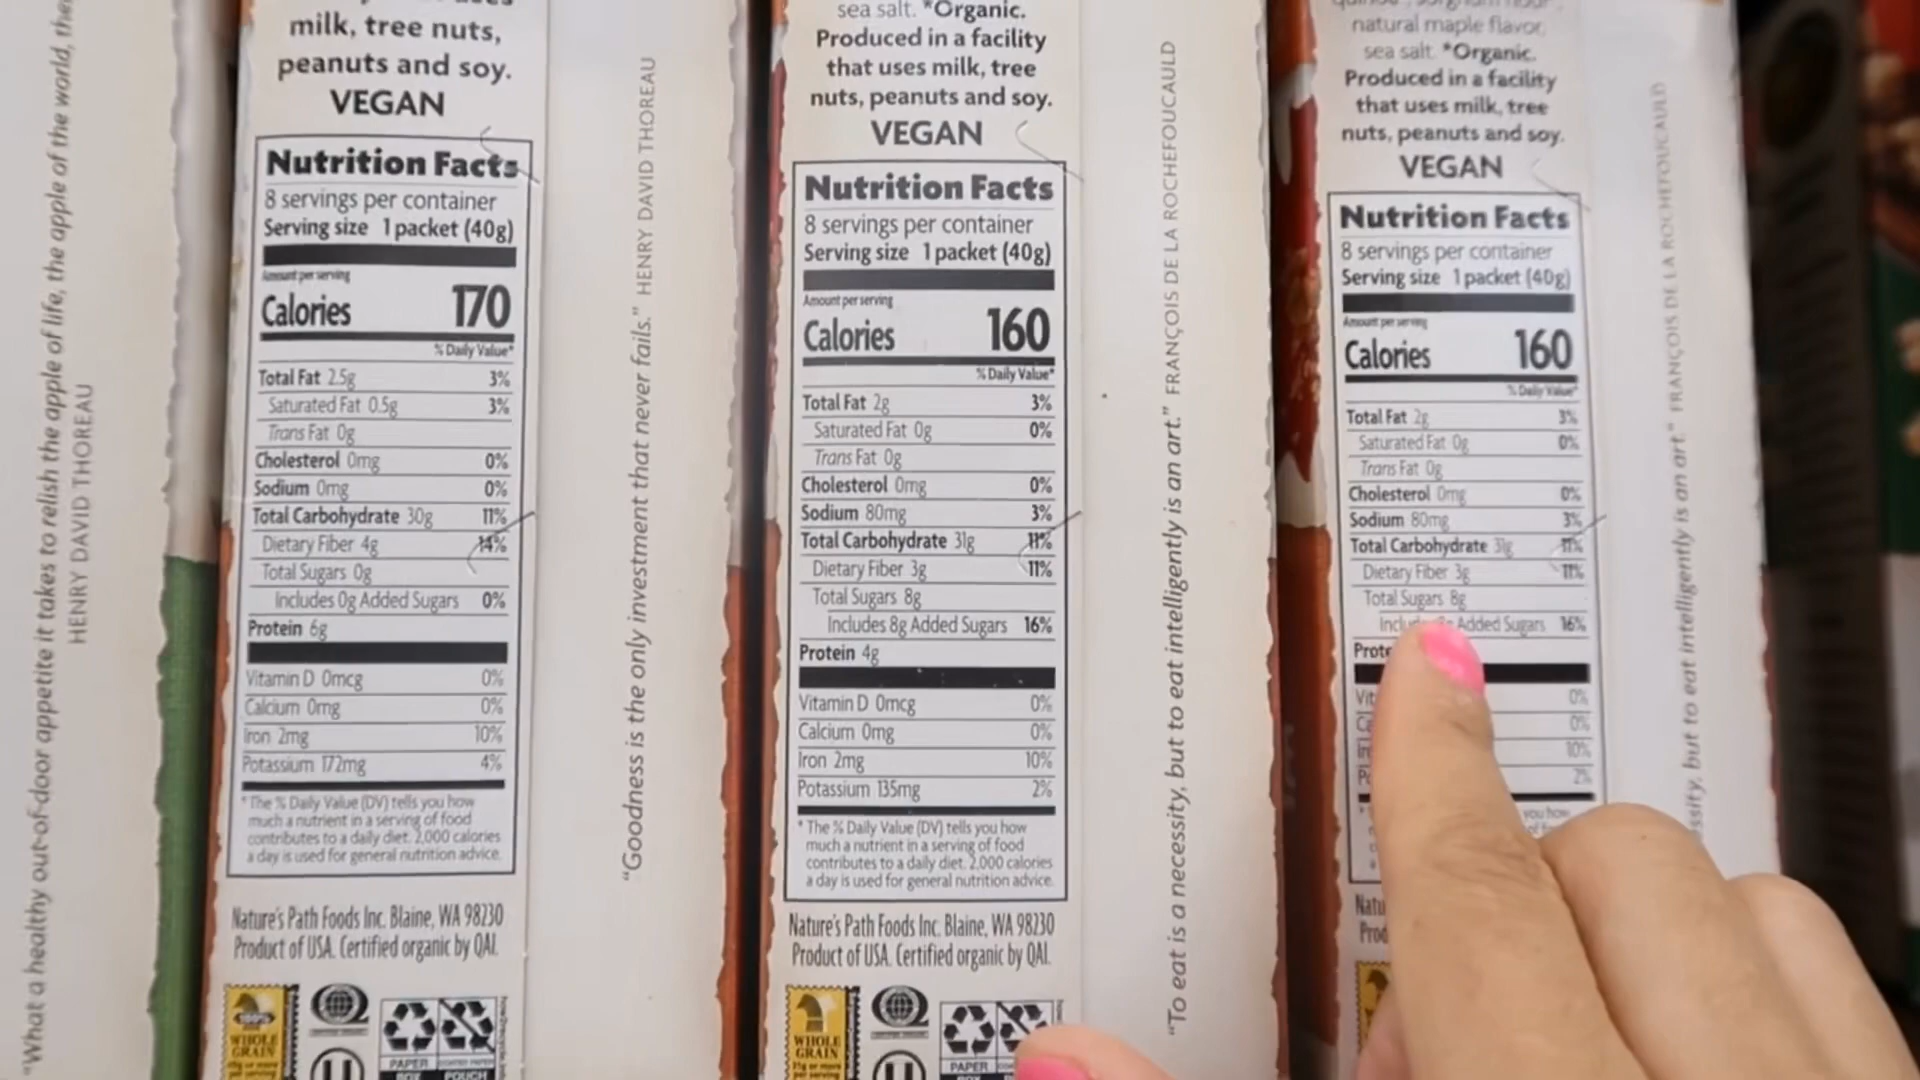 "What a healthy out-of-door appetite it takes to relish the apple of life, the apple of the world, then
HENRY DAVID THOREAU
milk, tree nuts,
peanuts and soy.
VEGAN
Nutrition Facts
8 servings per container
Serving size 1 packet (40g)
Amount per serving
Calories 170
% Daily Value*
Total Fat 2.5g 3%
Saturated Fat 0.5g 3%
Trans Fat 0g
Cholesterol 0mg 0%
Sodium 0mg 0%
Total Carbohydrate 30g 11%
Dietary Fiber 4g 14%
Total Sugars 0g
Includes 0g Added Sugars 0%
Protein 6g
Vitamin D 0mcg 0%
Calcium 0mg 0%
Iron 2mg 10%
Potassium 172mg 4%
* The % Daily Value (DV) tells you how
much a nutrient in a serving of food
contributes to a daily diet. 2,000 calories
a day is used for general nutrition advice.
Nature's Path Foods Inc. Blaine, WA 98230
Product of USA. Certified organic by QAI.
100%
WHOLE
GRAIN
PAPER
BOX
POUCH
"Goodness is the only investment that never fails." HENRY DAVID THOREAU
sea salt. *Organic.
Produced in a facility
that uses milk, tree
nuts, peanuts and soy.
VEGAN
Nutrition Facts
8 servings per container
Serving size 1 packet (40g)
Amount per serving
Calories 160
% Daily Value*
Total Fat 2g 3%
Saturated Fat 0g 0%
Trans Fat 0g
Cholesterol 0mg 0%
Sodium 80mg 3%
Total Carbohydrate 31g 11%
Dietary Fiber 3g 11%
Total Sugars 8g
Includes 8g Added Sugars 16%
Protein 4g
Vitamin D 0mcg 0%
Calcium 0mg 0%
Iron 2mg 10%
Potassium 135mg 2%
* The % Daily Value (DV) tells you how
much a nutrient in a serving of food
contributes to a daily diet. 2,000 calories
a day is used for general nutrition advice.
Nature's Path Foods Inc. Blaine, WA 98230
Product of USA. Certified organic by QAI.
WHOLE
GRAIN
PAPER
"To eat is a necessity, but to eat intelligently is an art." FRANÇOIS DE LA ROCHEFOUCAULD
natural maple flavor,
sea salt. *Organic.
Produced in a facility
that uses milk, tree
nuts, peanuts and soy.
VEGAN
Nutrition Facts
8 servings per container
Serving size 1 packet (40g)
Amount per serving
Calories 160
% Daily Value*
Total Fat 2g 3%
Saturated Fat 0g 0%
Trans Fat 0g
Cholesterol 0mg 0%
Sodium 80mg 3%
Total Carbohydrate 31g 11%
Dietary Fiber 3g 11%
Total Sugars 8g
Added Sugars 16%
Prote
Vit 0%
Ca 0%
10%
2%
you how
Natu
Prod
but to eat intelligently is an art." FRANÇOIS DE LA ROCHEFOUCAULD